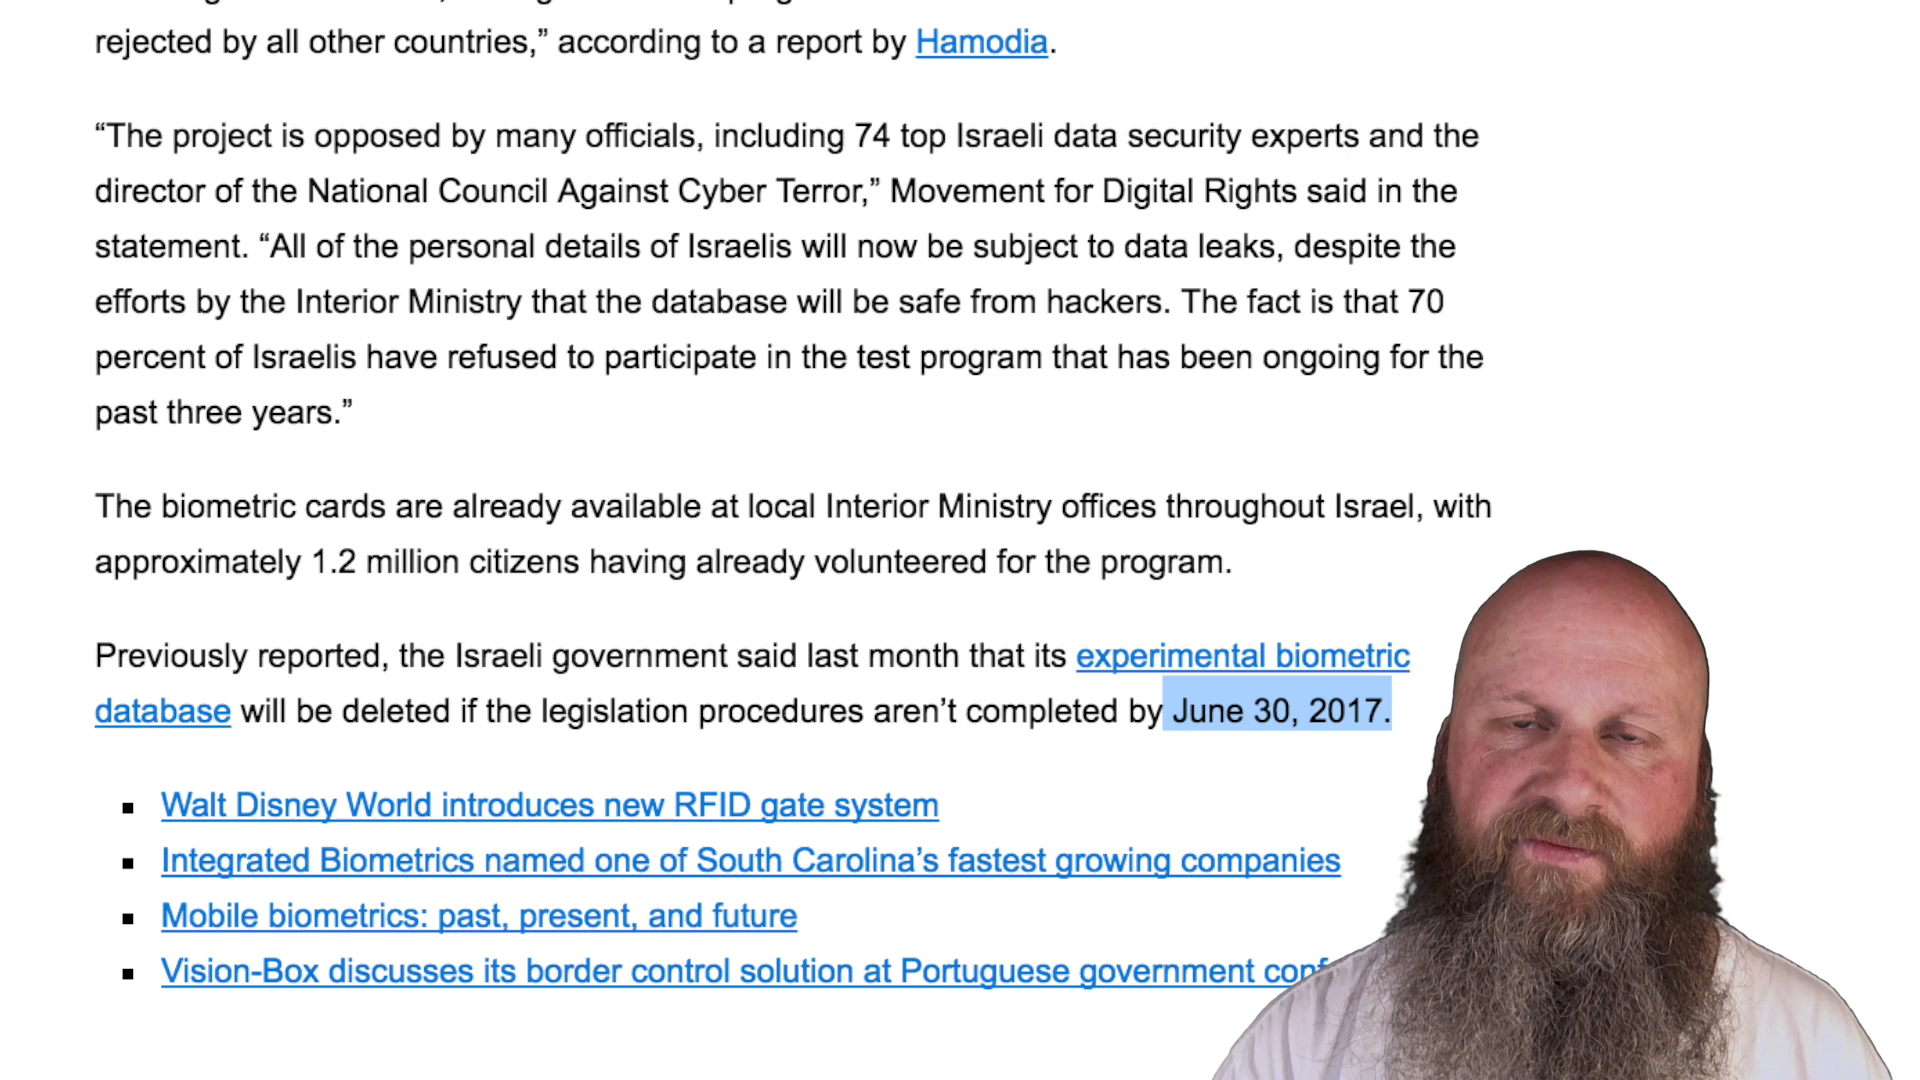 rejected by all other countries,” according to a report by Hamodia.
“The project is opposed by many officials, including 74 top Israeli data security experts and the
director of the National Council Against Cyber Terror,” Movement for Digital Rights said in the
statement. “All of the personal details of Israelis will now be subject to data leaks, despite the
efforts by the Interior Ministry that the database will be safe from hackers. The fact is that 70
percent of Israelis have refused to participate in the test program that has been ongoing for the
past three years.”
The biometric cards are already available at local Interior Ministry offices throughout Israel, with
approximately 1.2 million citizens having already volunteered for the program.
Previously reported, the Israeli government said last month that its experimental biometric
database will be deleted if the legislation procedures aren’t completed by June 30, 2017.
Walt Disney World introduces new RFID gate system
Integrated Biometrics named one of South Carolina’s fastest growing companies
Mobile biometrics: past, present, and future
Vision-Box discusses its border control solution at Portuguese government